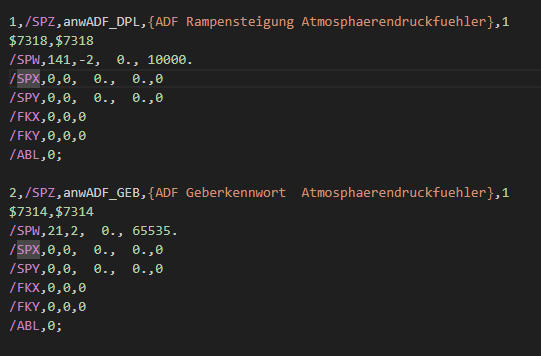 1,/SPZ,anwADF_DPL,{ADF Rampensteigung Atmosphaerendruckfuehler},1
$7318,$7318
/SPW,141,-2,  0., 10000.
/SPX,0,0,  0.,  0.,0
/SPY,0,0,  0.,  0.,0
/FKX,0,0,0
/FKY,0,0,0
/ABL,0;
2,/SPZ,anwADF_GEB,{ADF Geberkennwort  Atmosphaerendruckfuehler},1
$7314,$7314
/SPW,21,2,  0., 65535.
/SPX,0,0,  0.,  0.,0
/SPY,0,0,  0.,  0.,0
/FKX,0,0,0
/FKY,0,0,0
/ABL,0;